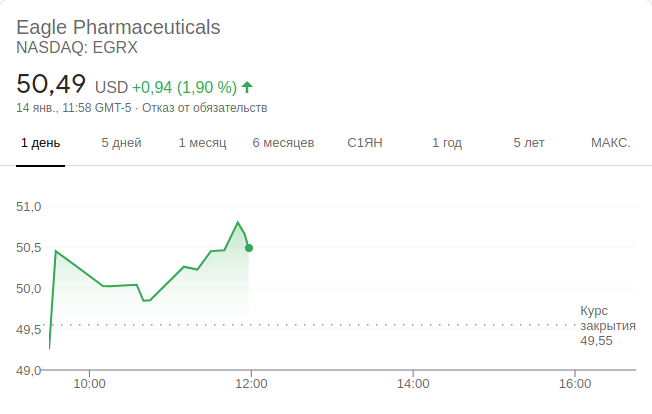 Eagle Pharmaceuticals
NASDAQ: EGRX
50,49 USD +0,94 (1,90 %)
14 янв., 11:58 GMT-5 · Отказ от обязательств
1 день 5 дней 1 месяц 6 месяцев С1ЯН 1 год 5 лет МАКС.
51,0
50,5
50,0
49,5
49,0
Курс
закрытия
49,55
10:00 12:00 14:00 16:00